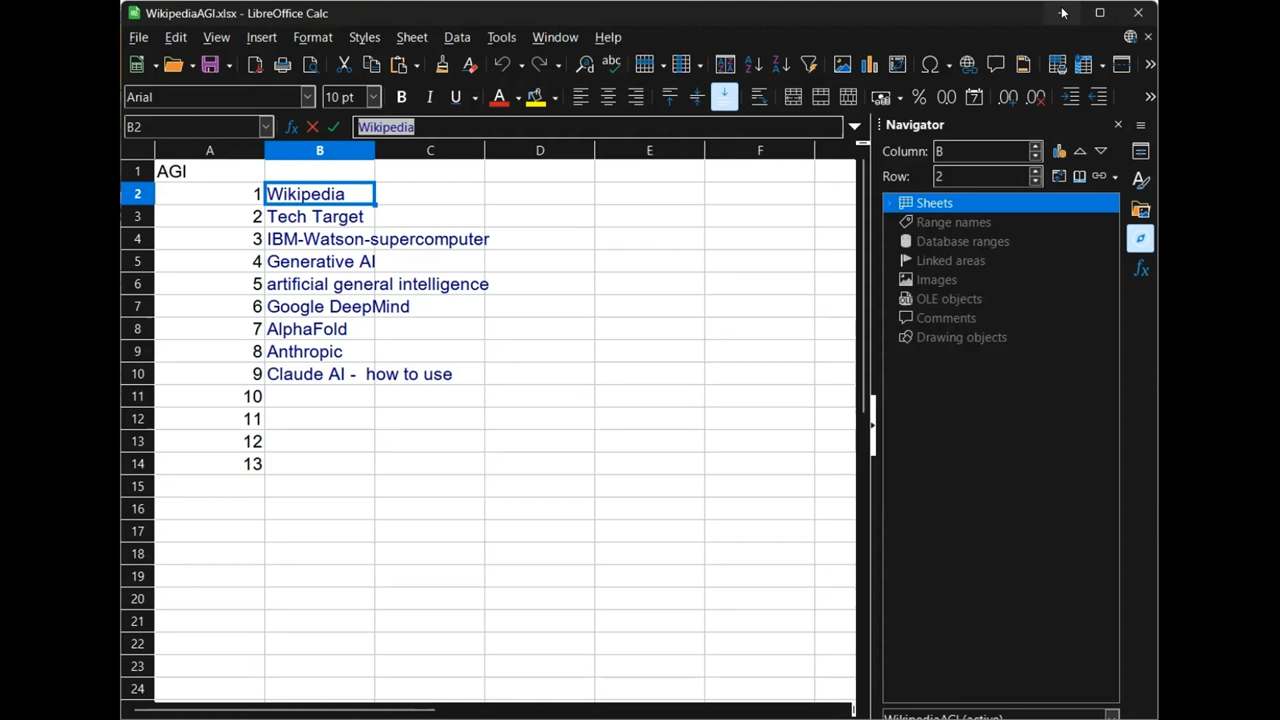 WikipediaAGI.xlsx - LibreOffice Calc
File Edit View Insert Format Styles Sheet Data Tools Window Help
Arial 10 pt
B2 Wikipedia
A B C D E F
1 AGI
2 1 Wikipedia
3 2 Tech Target
4 3 IBM-Watson-supercomputer
5 4 Generative AI
6 5 artificial general intelligence
7 6 Google DeepMind
8 7 AlphaFold
9 8 Anthropic
10 9 Claude AI -  how to use
11 10
12 11
13 12
14 13
15
16
17
18
19
20
21
22
23
24
Navigator
Column: B
Row: 2
Sheets
Range names
Database ranges
Linked areas
Images
OLE objects
Comments
Drawing objects
WikipediaAGI (active)